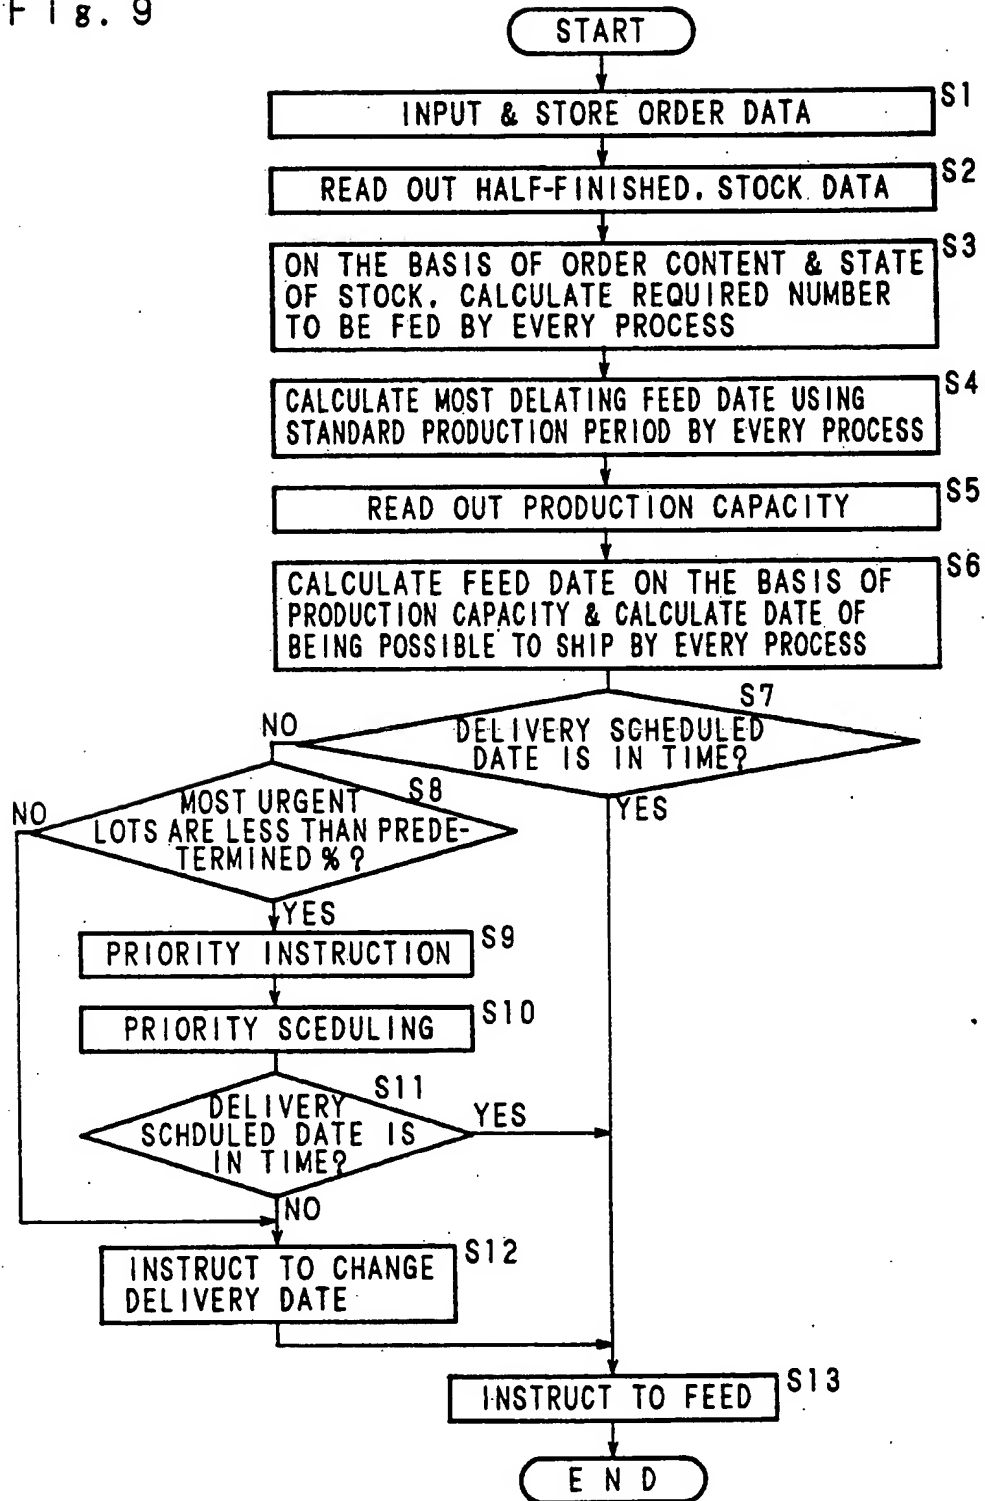 Fig. 9
START
S1
INPUT & STORE ORDER DATA
S2
READ OUT HALF-FINISHED. STOCK DATA
S3
ON THE BASIS OF ORDER CONTENT & STATE
OF STOCK. CALCULATE REQUIRED NUMBER
TO BE FED BY EVERY PROCESS
S4
CALCULATE MOST DELATING FEED DATE USING
STANDARD PRODUCTION PERIOD BY EVERY PROCESS
S5
READ OUT PRODUCTION CAPACITY
S6
CALCULATE FEED DATE ON THE BASIS OF
PRODUCTION CAPACITY & CALCULATE DATE OF
BEING POSSIBLE TO SHIP BY EVERY PROCESS
S7
NO
DELIVERY SCHEDULED
DATE IS IN TIME?
YES
S8
NO
MOST URGENT
LOTS ARE LESS THAN PREDE-
TERMINED % ?
YES
S9
PRIORITY INSTRUCTION
S10
PRIORITY SCEDULING
S11
DELIVERY
SCHDULED DATE IS
IN TIME?
YES
NO
S12
INSTRUCT TO CHANGE
DELIVERY DATE
S13
INSTRUCT TO FEED
END